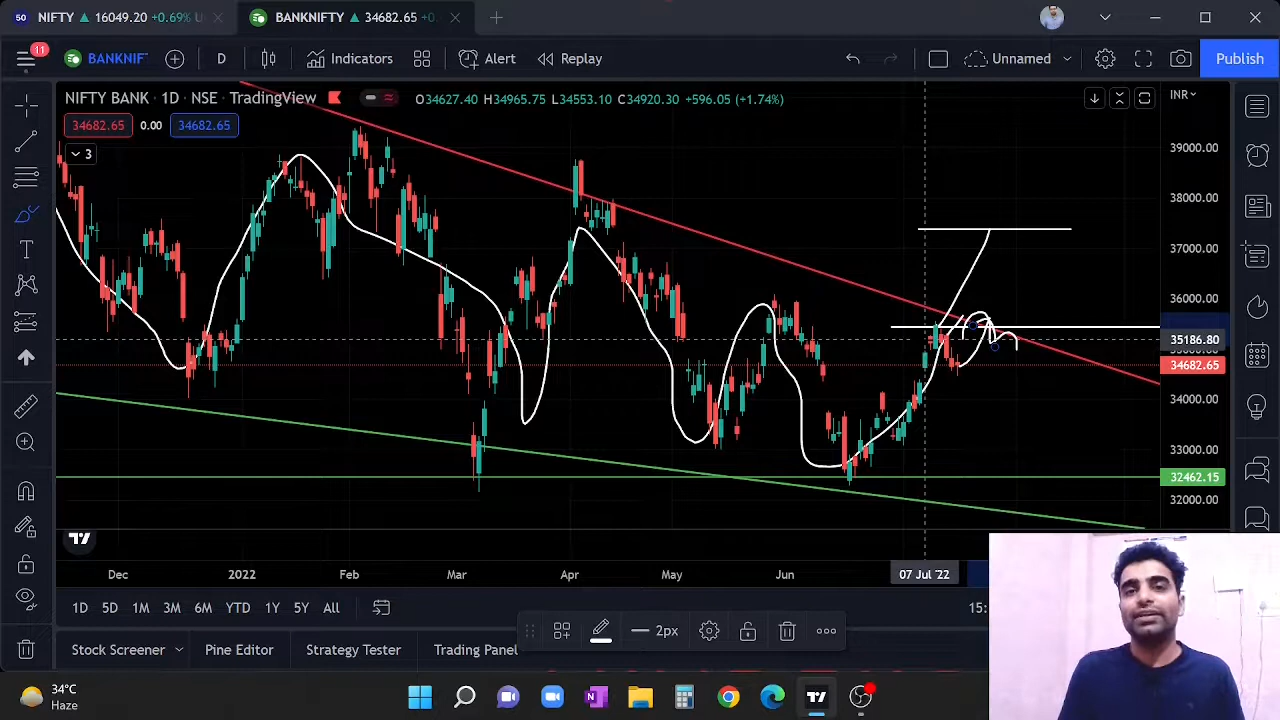 50 NIFTY ▲ 16049.20 +0.69%
BANKNIFTY ▲ 34682.65 +0.
11
BANKNIF
D
Indicators
Alert
Replay
Unnamed
Publish
NIFTY BANK · 1D · NSE · TradingView
O34627.40 H34965.75 L34553.10 C34920.30 +596.05 (+1.74%)
INR
34682.65 0.00 34682.65
3
39000.00
38000.00
37000.00
36000.00
35186.80
34682.65
34000.00
33000.00
32462.15
32000.00
Dec 2022 Feb Mar Apr May Jun 07 Jul '22
1D 5D 1M 3M 6M YTD 1Y 5Y All
15:
2px
Stock Screener Pine Editor Strategy Tester Trading Panel
34°C
Haze